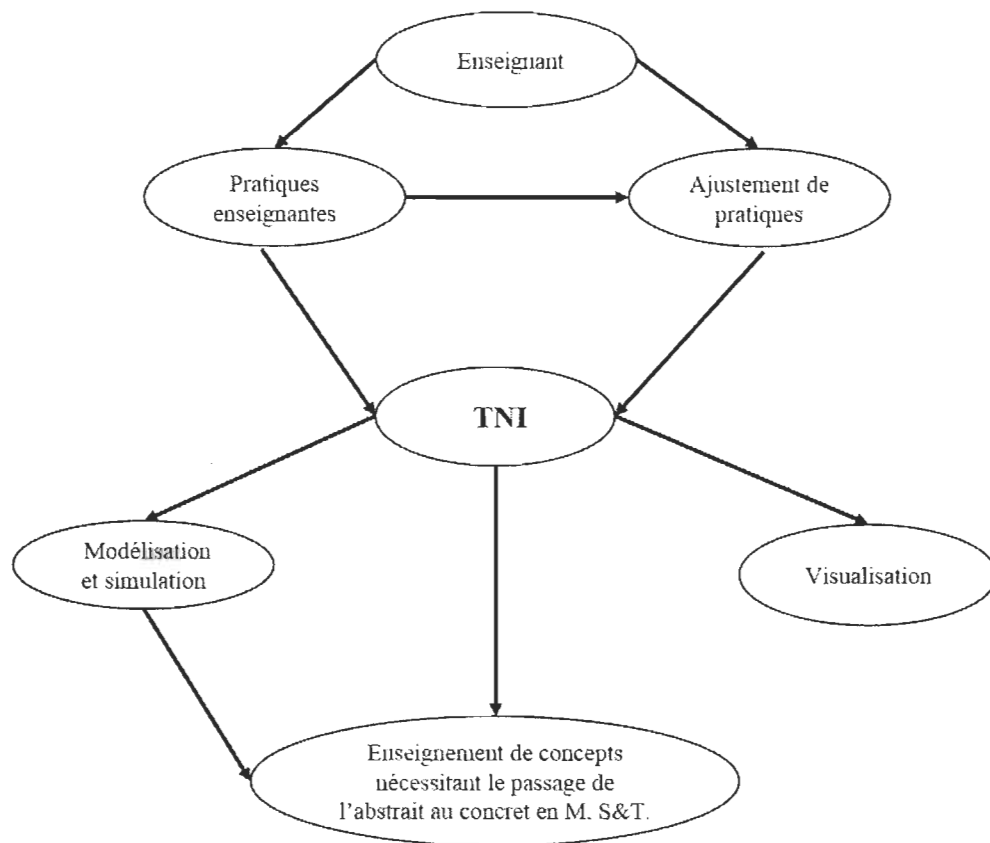 Enseignant
Pratiques
enseignantes
Ajustement de
pratiques
TNI
Modélisation
et simulation
Visualisation
Enseignement de concepts
nécessitant le passage de
l'abstrait au concret en M, S&T.